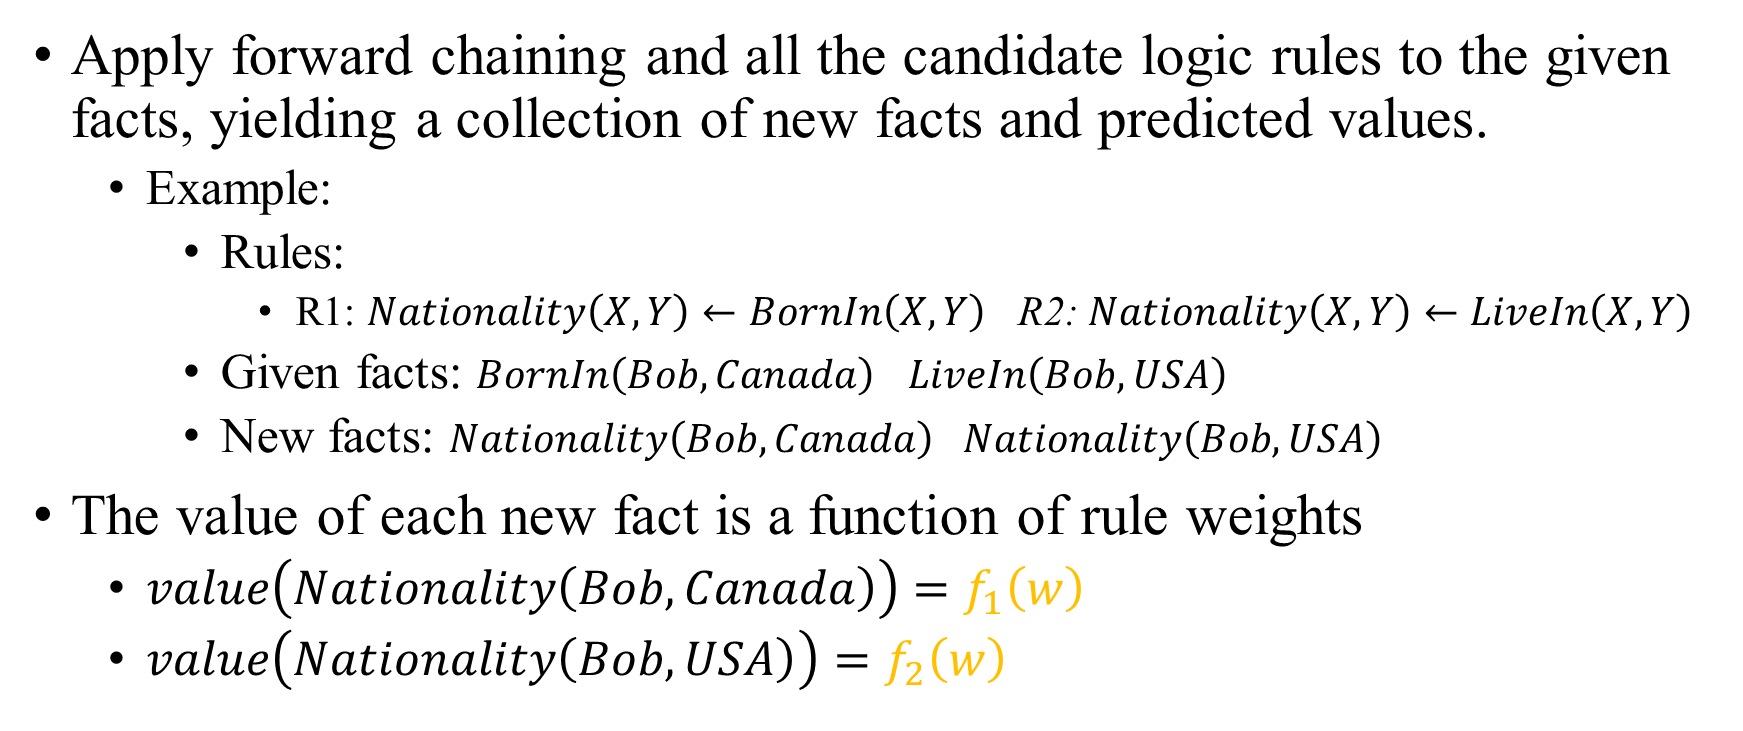 • Apply forward chaining and all the candidate logic rules to the given
facts, yielding a collection of new facts and predicted values.
• Example:
• Rules:
• R1: Nationality(X,Y) ← BornIn(X,Y) R2: Nationality(X,Y) ← LiveIn(X,Y)
• Given facts: BornIn(Bob,Canada) LiveIn(Bob,USA)
• New facts: Nationality(Bob,Canada) Nationality(Bob,USA)
• The value of each new fact is a function of rule weights
• value(Nationality(Bob,Canada)) = f₁(w)
• value(Nationality(Bob,USA)) = f₂(w)